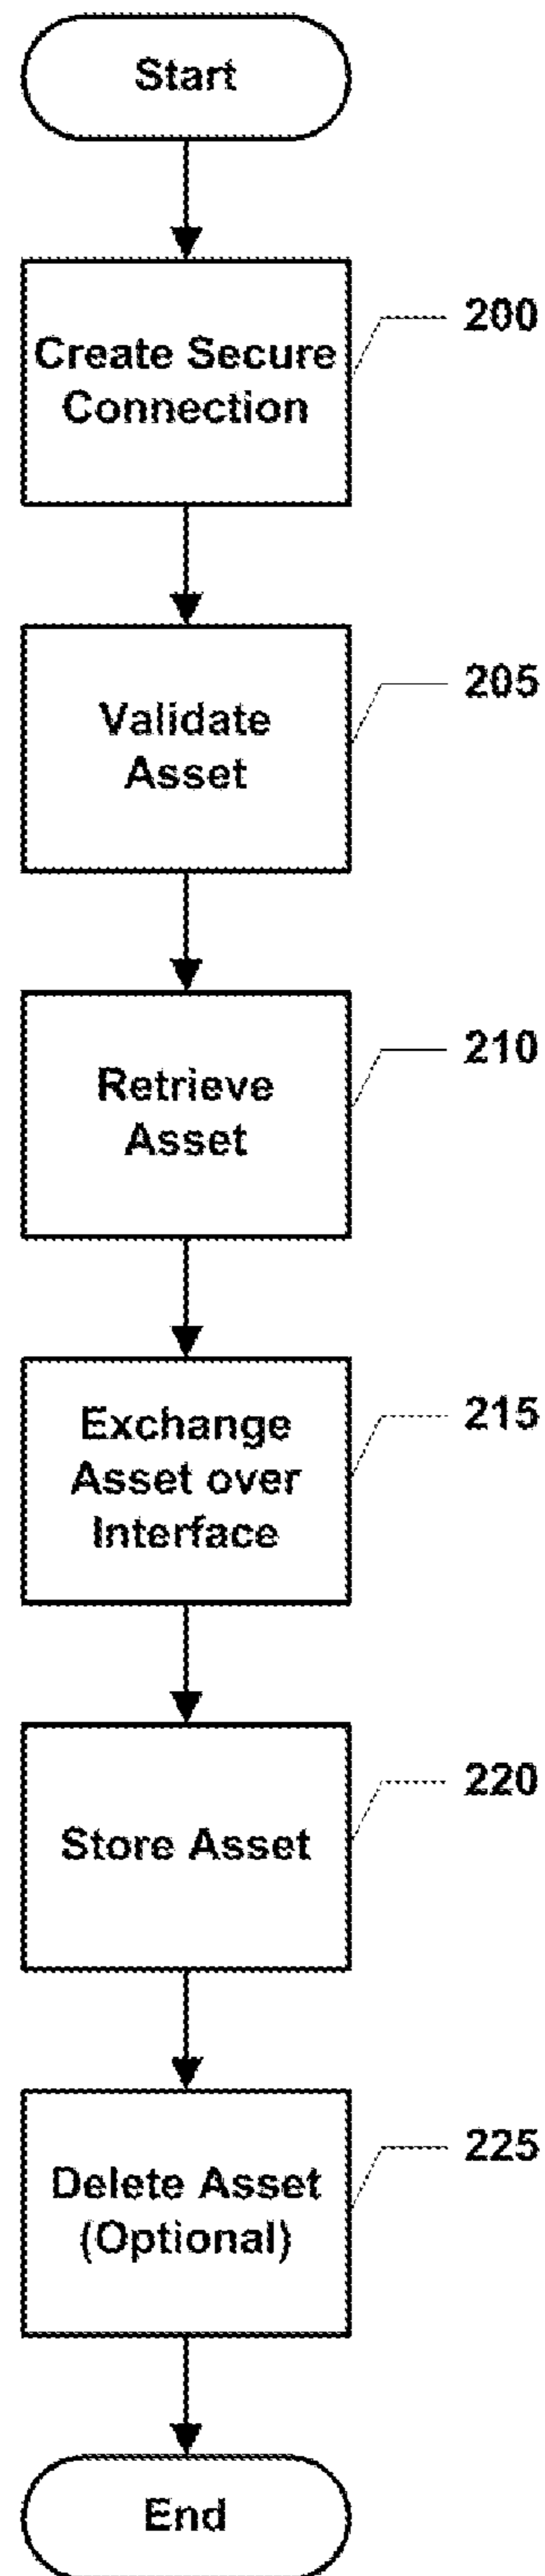 Start
Create Secure
Connection
200
Validate
Asset
205
Retrieve
Asset
210
Exchange
Asset over
Interface
215
Store Asset
220
Delete Asset
(Optional)
225
End